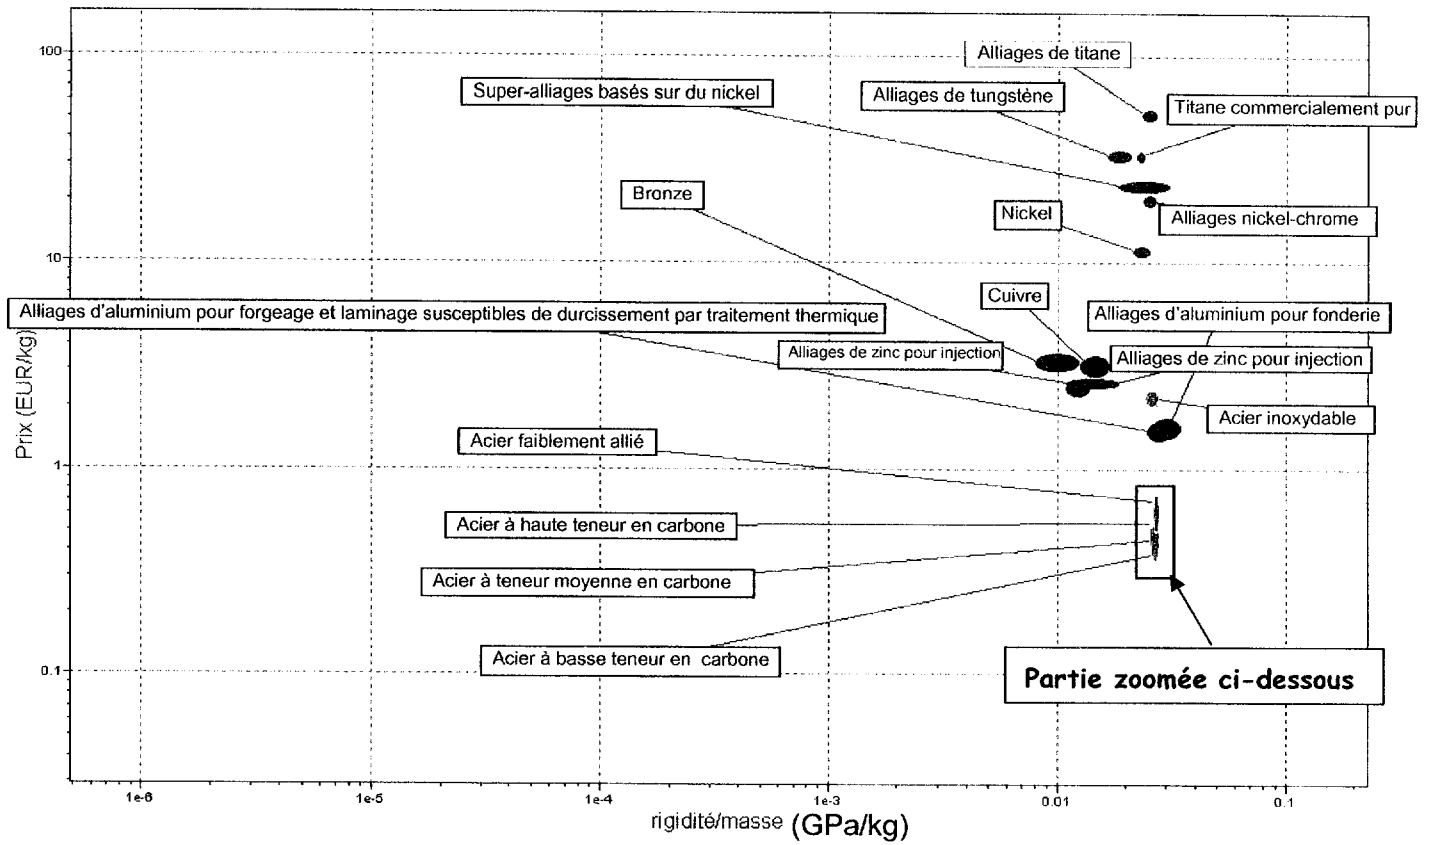 100
Alliages de titane
Super-alliages basés sur du nickel
Alliages de tungstène
Titane commercialement pur
Bronze
Nickel
Alliages nickel-chrome
10
Cuivre
Alliages d'aluminium pour forgeage et laminage susceptibles de durcissement par traitement thermique
Alliages d'aluminium pour fonderie
Alliages de zinc pour injection
Alliages de zinc pour injection
Prix (EUR/kg)
Acier inoxydable
Acier faiblement allié
1
Acier à haute teneur en carbone
Acier à teneur moyenne en carbone
Acier à basse teneur en carbone
0.1
Partie zoomée ci-dessous
1e-6
1e-5
1e-4
1e-3
0.01
0.1
rigidité/masse (GPa/kg)